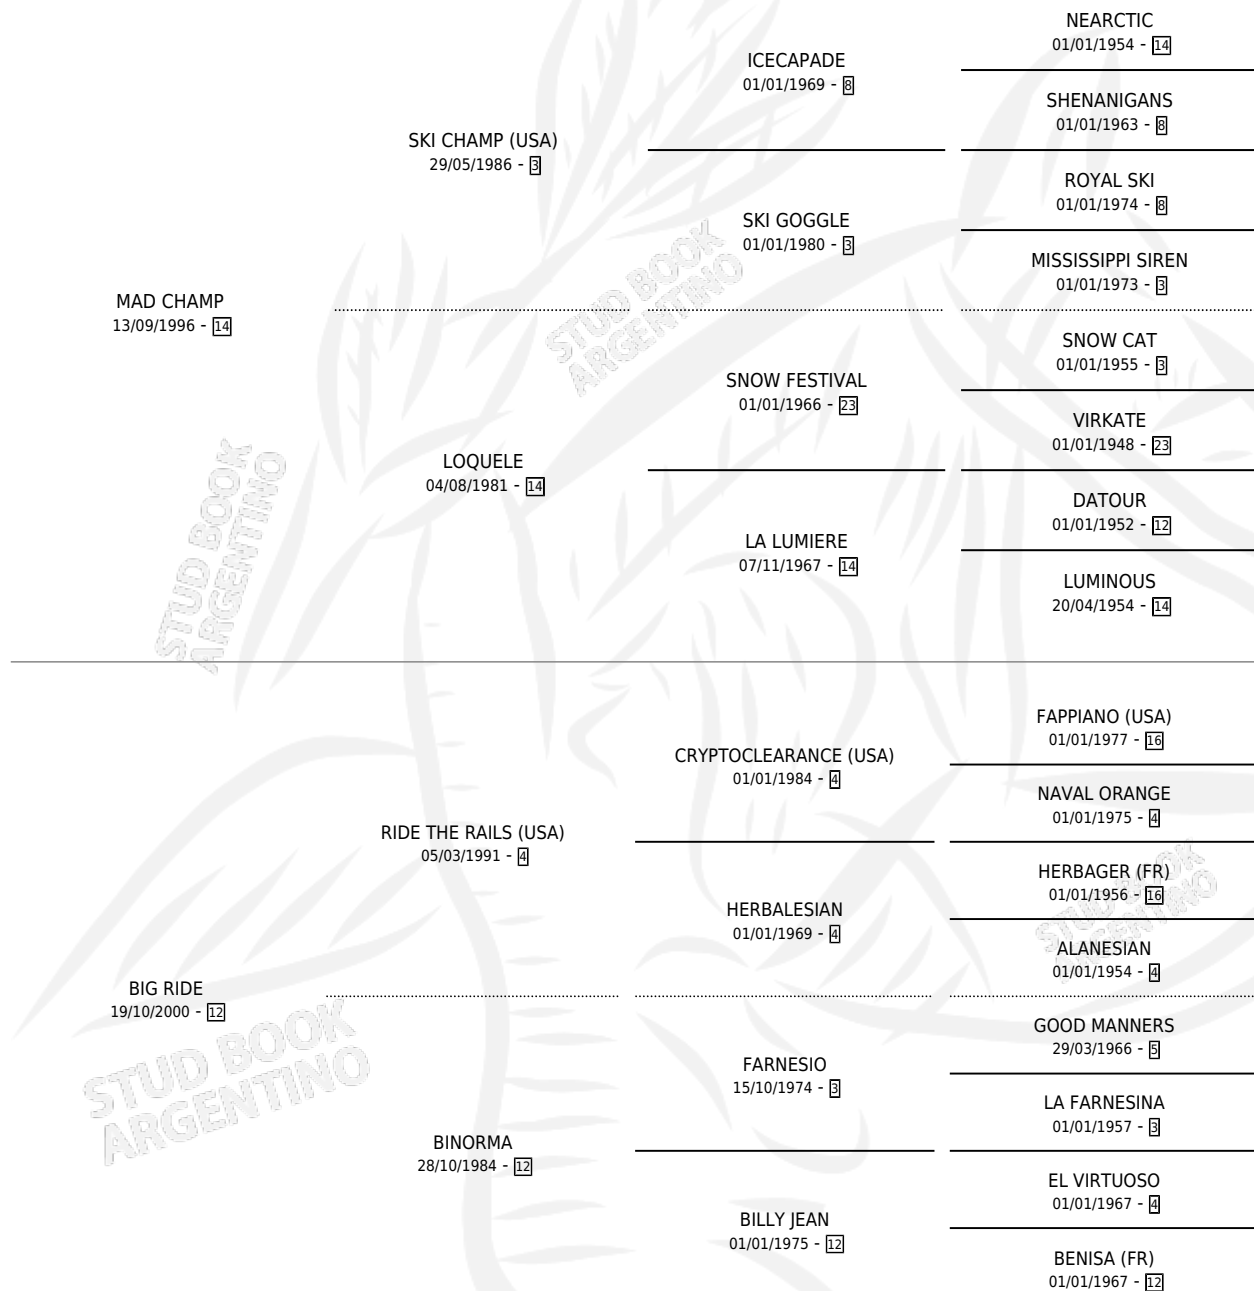 NEARCTIC
01/01/1954 - 14
ICECAPADE
01/01/1969 - 8
SHENANIGANS
01/01/1963 - 8
SKI CHAMP (USA)
29/05/1986 - 3
ROYAL SKI
01/01/1974 - 8
SKI GOGGLE
01/01/1980 - 3
MISSISSIPPI SIREN
01/01/1973 - 3
MAD CHAMP
13/09/1996 - 14
SNOW CAT
01/01/1955 - 3
SNOW FESTIVAL
01/01/1966 - 23
VIRKATE
01/01/1948 - 23
LOQUELE
04/08/1981 - 14
DATOUR
01/01/1952 - 12
LA LUMIERE
07/11/1967 - 14
LUMINOUS
20/04/1954 - 14
FAPPIANO (USA)
01/01/1977 - 16
CRYPTOCLEARANCE (USA)
01/01/1984 - 4
NAVAL ORANGE
01/01/1975 - 4
RIDE THE RAILS (USA)
05/03/1991 - 4
HERBAGER (FR)
01/01/1956 - 16
HERBALESIAN
01/01/1969 - 4
ALANESIAN
01/01/1954 - 4
BIG RIDE
19/10/2000 - 12
GOOD MANNERS
29/03/1966 - 5
FARNESIO
15/10/1974 - 3
LA FARNESINA
01/01/1957 - 3
BINORMA
28/10/1984 - 12
EL VIRTUOSO
01/01/1967 - 4
BILLY JEAN
01/01/1975 - 12
BENISA (FR)
01/01/1967 - 12
STUD BOOK
ARGENTINO
STUD BOOK
ARGENTINO
STUD BOOK
ARGENTINO
STUD BOOK
ARGENTINO